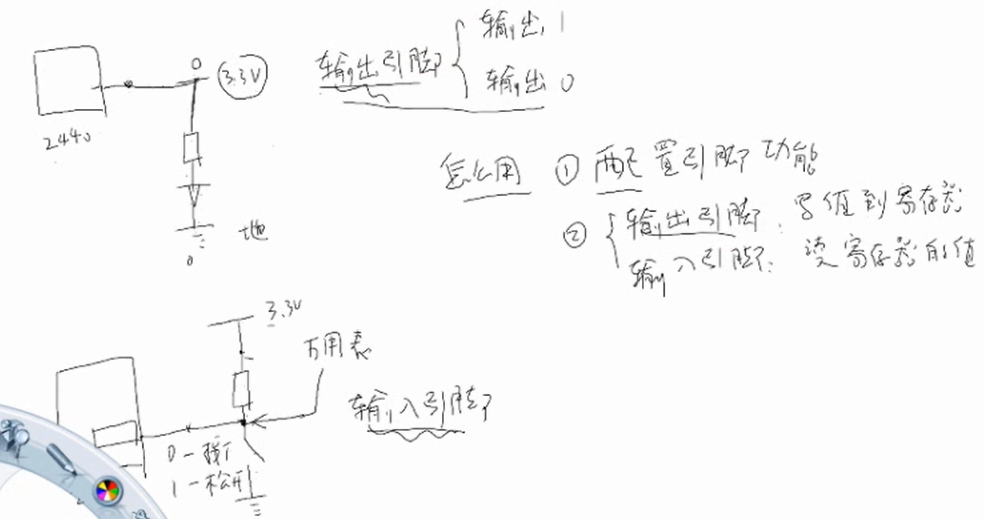 0
3.3V
2440
地
0
输出引脚
输出 1
输出 0
怎么用 ① 配置引脚功能
② 输出引脚: 写值到寄存器
输入引脚: 读寄存器的值
3.3V
万用表
输入引脚
0-按下
1-松开